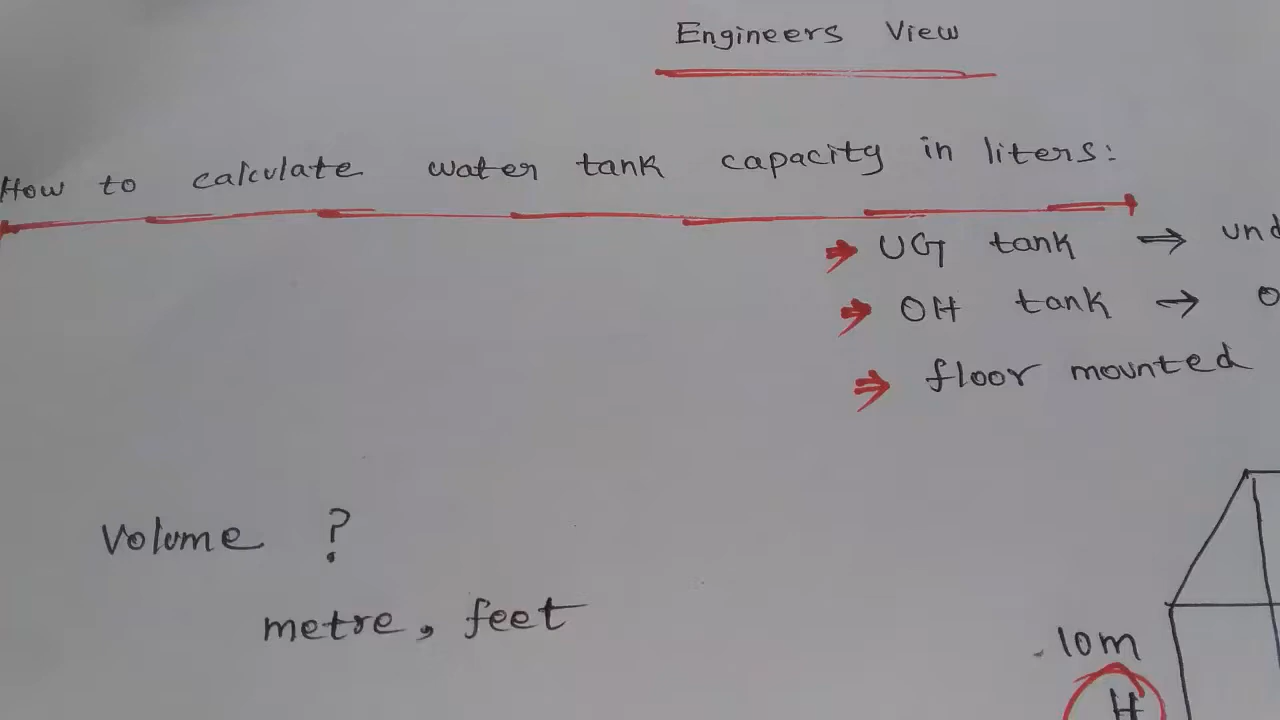 Engineers View
How to calculate water tank capacity in liters:
UG tank → und
OH tank → O
floor mounted
Volume ?
metre, feet
10m
H